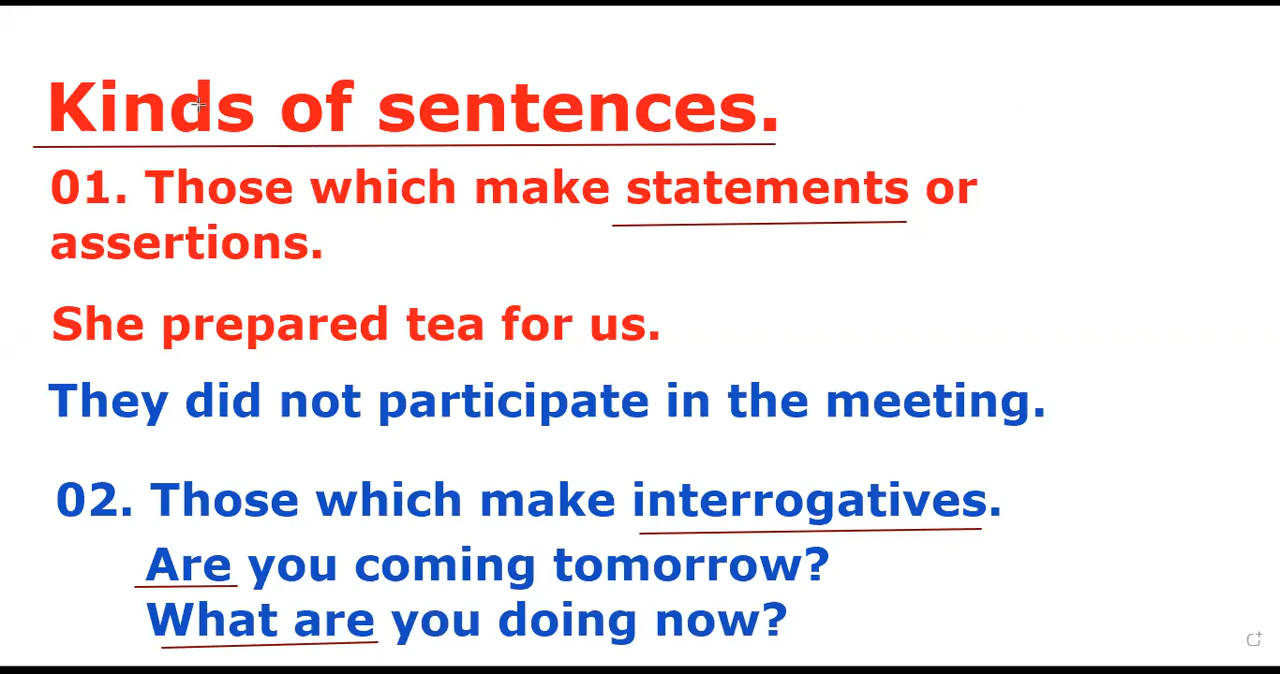 Kinds of sentences.
01. Those which make statements or
assertions.
She prepared tea for us.
They did not participate in the meeting.
02. Those which make interrogatives.
Are you coming tomorrow?
What are you doing now?